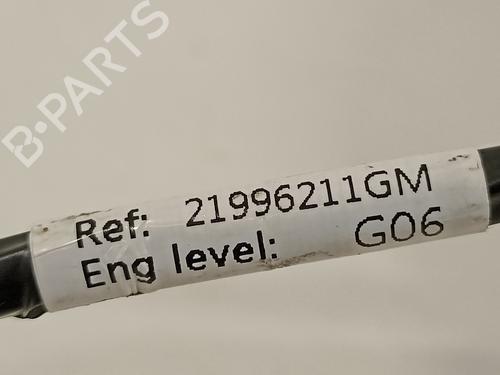 B-PARTS
Ref: 21996211GM
Eng level: G06